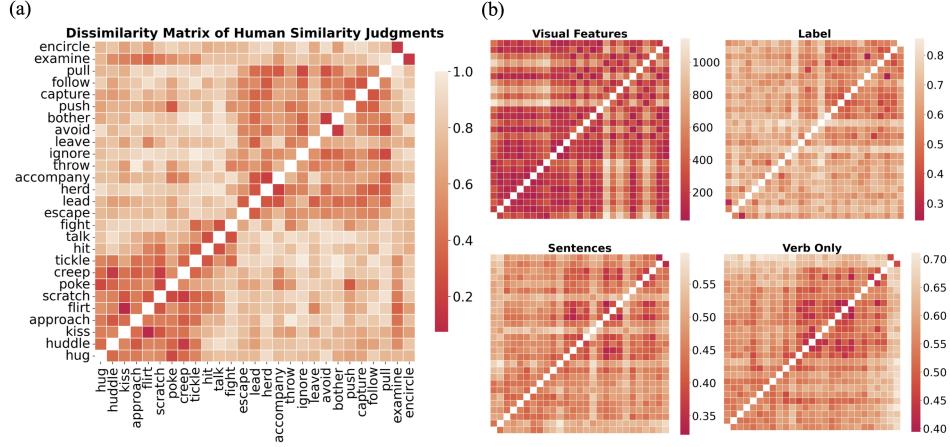 (a)
Dissimilarity Matrix of Human Similarity Judgments
encircle
examine
pull
follow
capture
push
bother
avoid
leave
ignore
throw
accompany
herd
lead
escape
fight
talk
hit
tickle
creep
poke
scratch
flirt
approach
kiss
huddle
hug
hug
huddle
kiss
approach
flirt
scratch
poke
creep
tickle
hit
talk
fight
escape
lead
herd
accompany
throw
ignore
leave
avoid
bother
push
capture
follow
pull
examine
encircle
1.0
0.8
0.6
0.4
0.2
(b)
Visual Features
1000
800
600
400
200
Label
0.8
0.7
0.6
0.5
0.4
0.3
Sentences
0.55
0.50
0.45
0.40
0.35
Verb Only
0.70
0.65
0.60
0.55
0.50
0.45
0.40